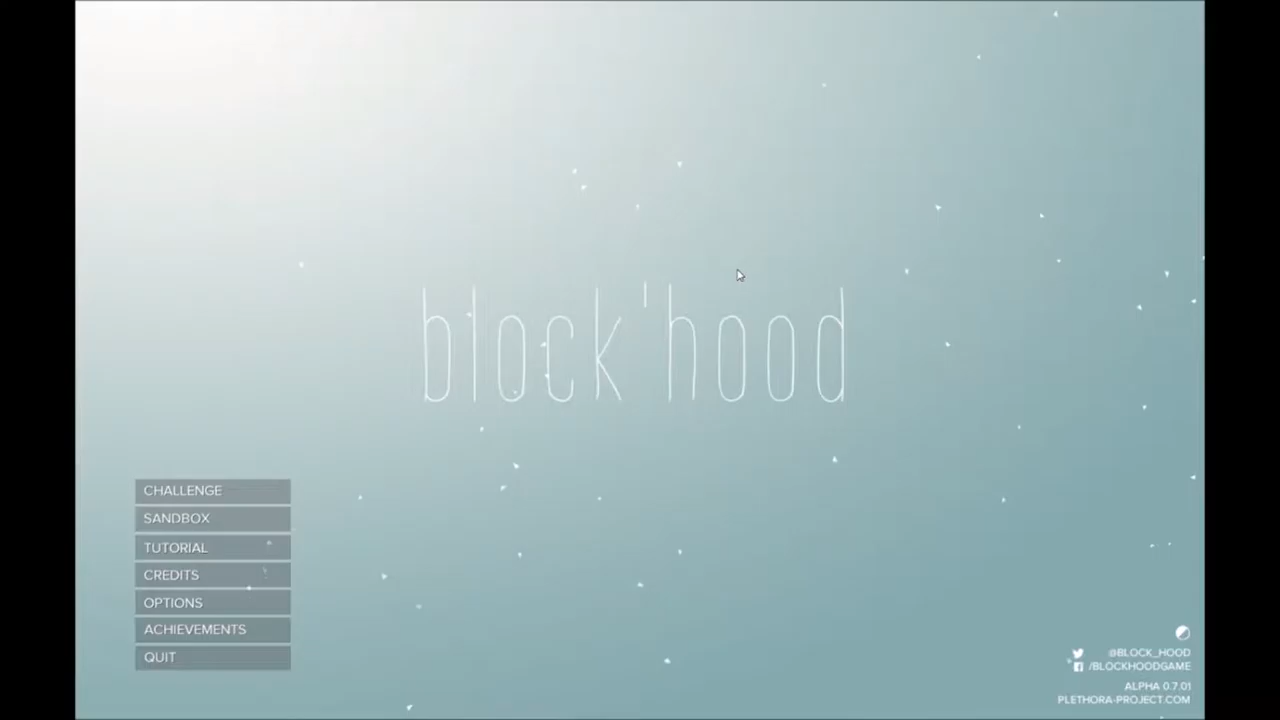 block'hood
CHALLENGE
SANDBOX
TUTORIAL
CREDITS
OPTIONS
ACHIEVEMENTS
QUIT
@BLOCK_HOOD
/BLOCKHOODGAME
ALPHA 0.7.01
PLETHORA-PROJECT.COM